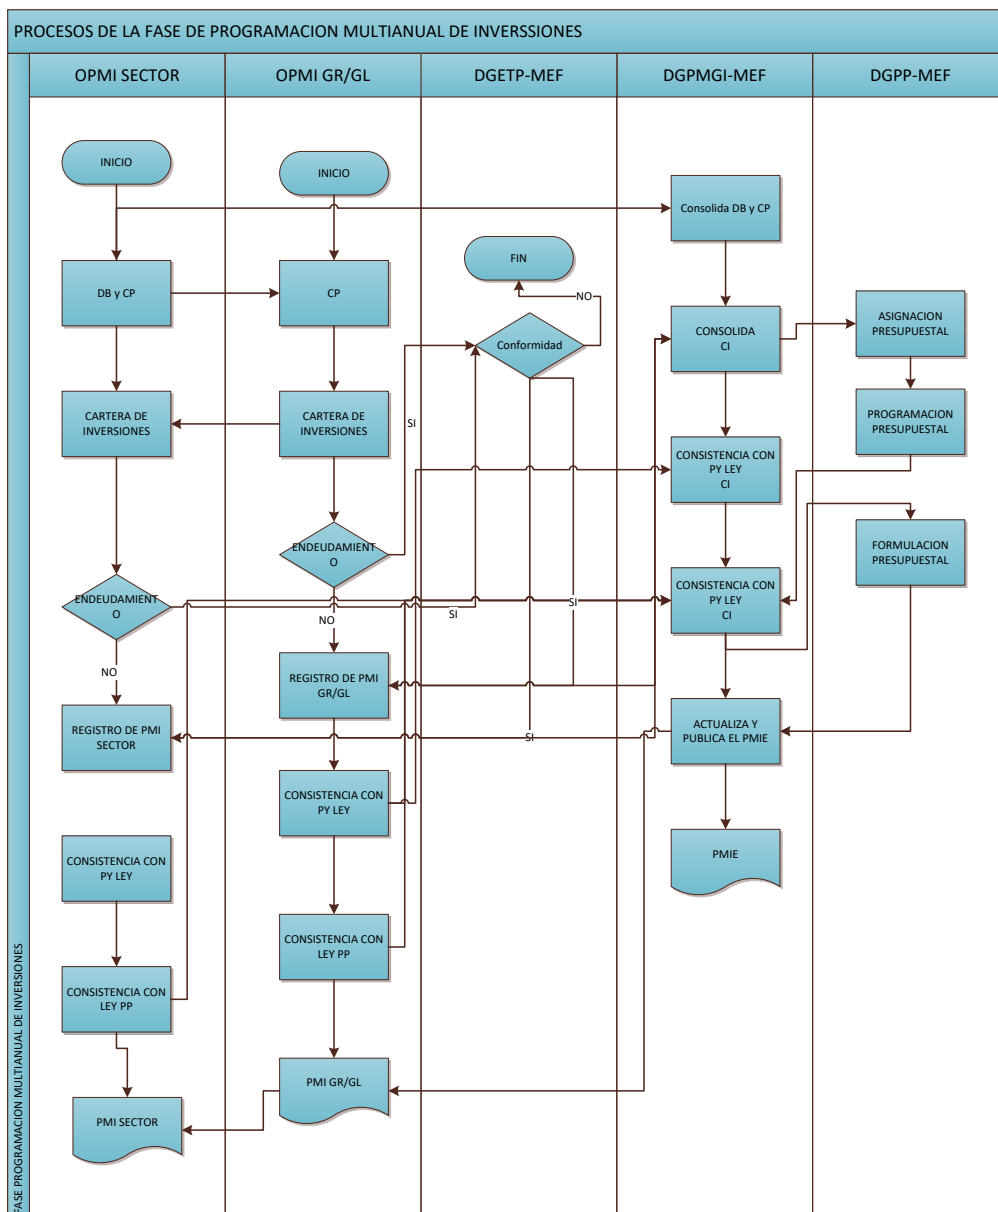 PROCESOS DE LA FASE DE PROGRAMACION MULTIANUAL DE INVERSSIONES
OPMI SECTOR
OPMI GR/GL
DGETP-MEF
DGPMGI-MEF
DGPP-MEF
FASE PROGRAMACION MULTIANUAL DE INVERSIONES
INICIO
DB y CP
CARTERA DE
INVERSIONES
ENDEUDAMIENT
O
NO
REGISTRO DE PMI
SECTOR
CONSISTENCIA CON
PY LEY
CONSISTENCIA CON
LEY PP
PMI SECTOR
INICIO
CP
CARTERA DE
INVERSIONES
ENDEUDAMIENT
O
SI
NO
REGISTRO DE PMI
GR/GL
CONSISTENCIA CON
PY LEY
CONSISTENCIA CON
LEY PP
PMI GR/GL
FIN
NO
Conformidad
SI
SI
SI
Consolida DB y CP
CONSOLIDA
CI
CONSISTENCIA CON
PY LEY
CI
CONSISTENCIA CON
PY LEY
CI
ACTUALIZA Y
PUBLICA EL PMIE
PMIE
ASIGNACION
PRESUPUESTAL
PROGRAMACION
PRESUPUESTAL
FORMULACION
PRESUPUESTAL